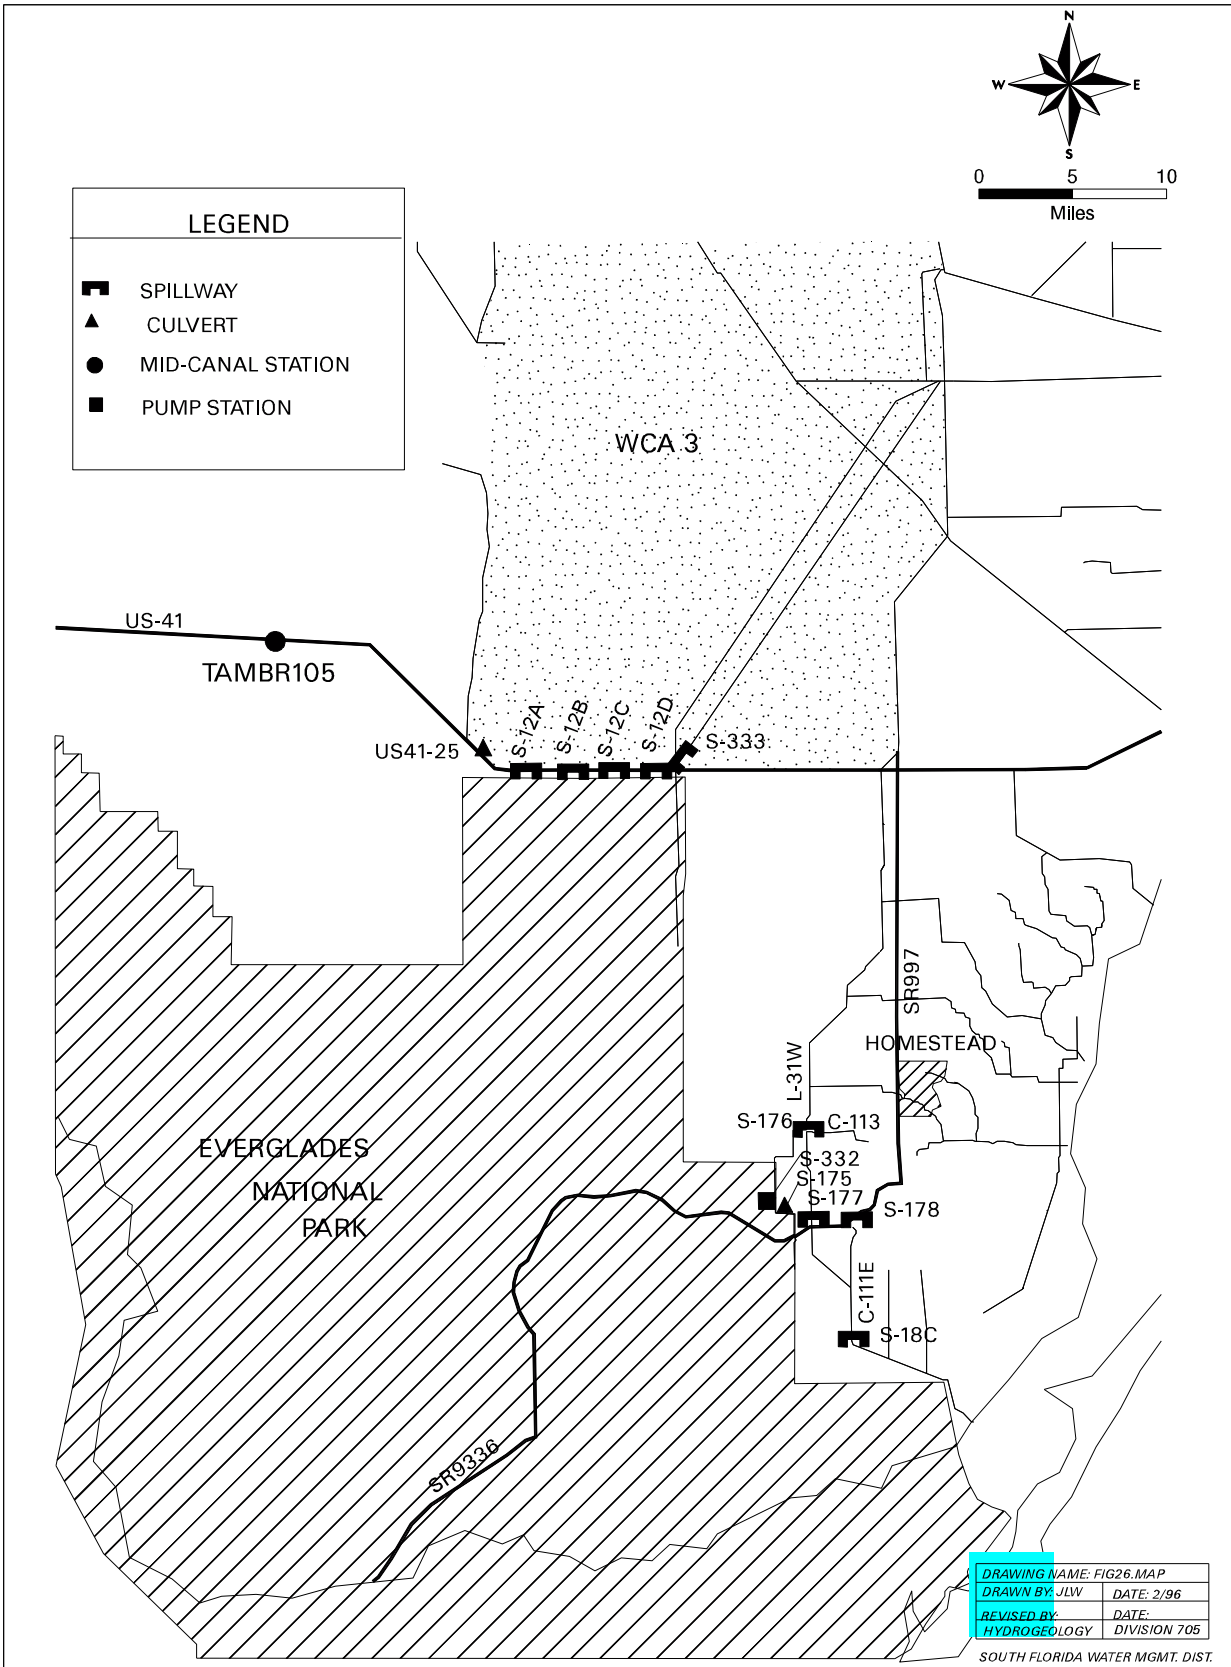 N
W E
S
0 5 10
Miles
LEGEND
SPILLWAY
CULVERT
MID-CANAL STATION
PUMP STATION
WCA 3
US-41
TAMBR105
US41-25
S-12A
S-12B
S-12C
S-12D
S-333
SR997
HOMESTEAD
L-31W
S-176
C-113
S-332
S-175
S-177
S-178
C-111E
S-18C
EVERGLADES
NATIONAL
PARK
SR9336
DRAWING NAME: FIG26.MAP
DRAWN BY: JLW DATE: 2/96
REVISED BY: DATE:
HYDROGEOLOGY DIVISION 705
SOUTH FLORIDA WATER MGMT. DIST.